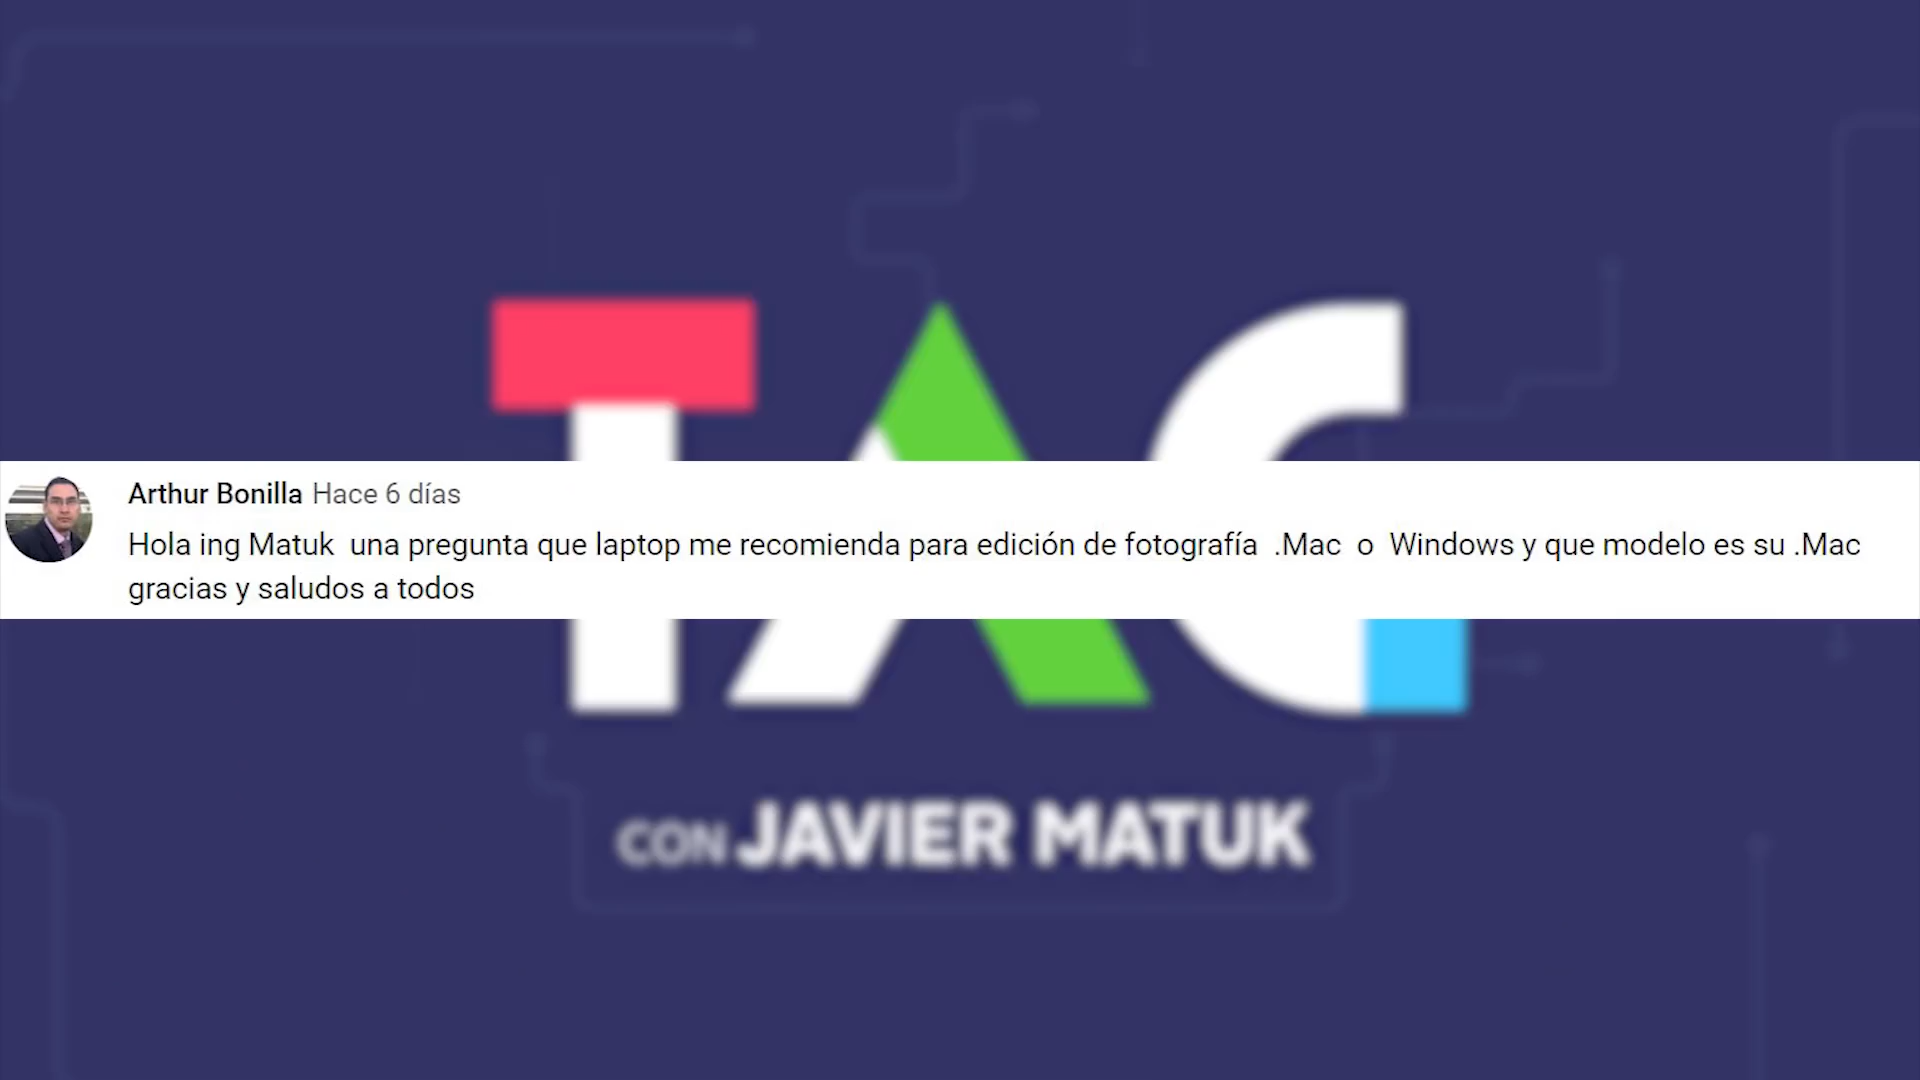 TAG
Arthur Bonilla Hace 6 días
Hola ing Matuk  una pregunta que laptop me recomienda para edición de fotografía  .Mac  o  Windows y que modelo es su .Mac
gracias y saludos a todos
CON JAVIER MATUK